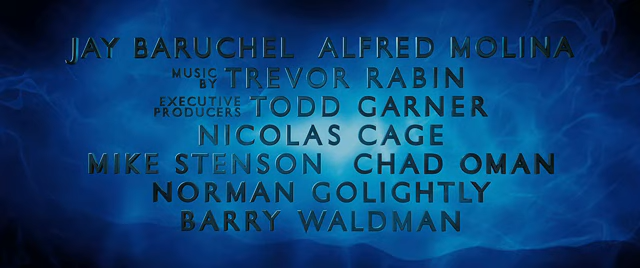 JAY BARUCHEL ALFRED MOLINA
MUSIC BY TREVOR RABIN
EXECUTIVE PRODUCERS TODD GARNER
NICOLAS CAGE
MIKE STENSON CHAD OMAN
NORMAN GOLIGHTLY
BARRY WALDMAN